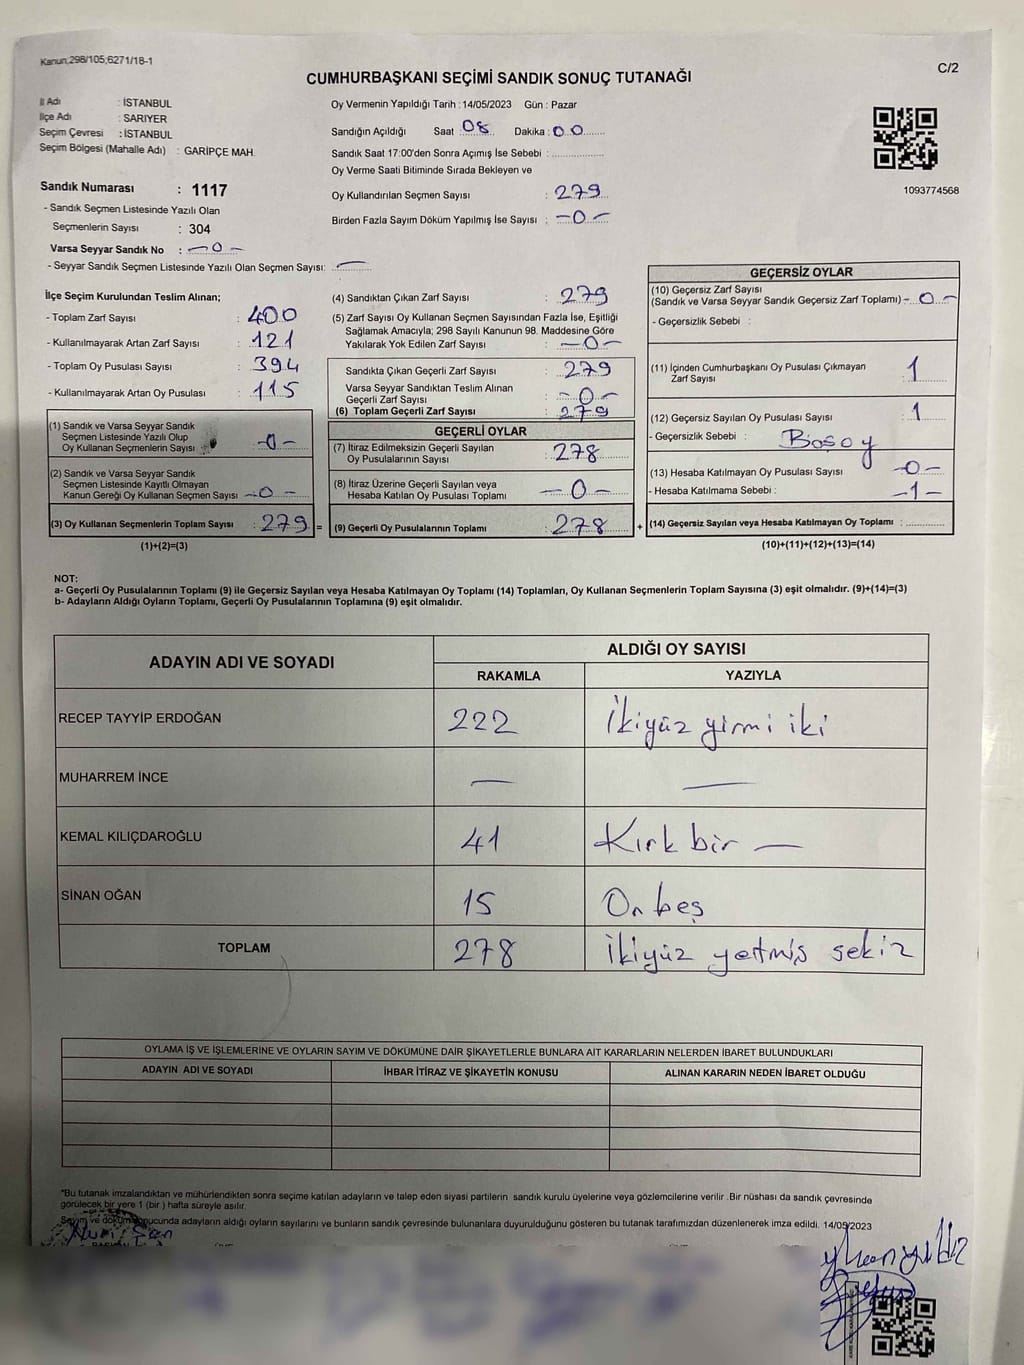 Kanun,298/105;6271/18-1
C/2
CUMHURBAŞKANI SEÇİMİ SANDIK SONUÇ TUTANAĞI
İl Adı : İSTANBUL
İlçe Adı : SARIYER
Seçim Çevresi : İSTANBUL
Seçim Bölgesi (Mahalle Adı) : GARİPÇE MAH.
Sandık Numarası : 1117
- Sandık Seçmen Listesinde Yazılı Olan
Seçmenlerin Sayısı : 304
Varsa Seyyar Sandık No : -0-
- Seyyar Sandık Seçmen Listesinde Yazılı Olan Seçmen Sayısı: —
Oy Vermenin Yapıldığı Tarih : 14/05/2023 Gün : Pazar
Sandığın Açıldığı Saat : 08 Dakika : 00
Sandık Saat 17:00'den Sonra Açımış İse Sebebi :
Oy Verme Saati Bitiminde Sırada Bekleyen ve
Oy Kullandırılan Seçmen Sayısı : 279
Birden Fazla Sayım Döküm Yapılmış İse Sayısı : -0-
1093774568
İlçe Seçim Kurulundan Teslim Alınan;
- Toplam Zarf Sayısı : 400
- Kullanılmayarak Artan Zarf Sayısı : 121
- Toplam Oy Pusulası Sayısı : 394
- Kullanılmayarak Artan Oy Pusulası : 115
(1) Sandık ve Varsa Seyyar Sandık
Seçmen Listesinde Yazılı Olup
Oy Kullanan Seçmenlerin Sayısı -0-
(2) Sandık ve Varsa Seyyar Sandık
Seçmen Listesinde Kayıtlı Olmayan
Kanun Gereği Oy Kullanan Seçmen Sayısı -0-
(3) Oy Kullanan Seçmenlerin Toplam Sayısı : 279 =
(1)+(2)=(3)
(4) Sandıktan Çıkan Zarf Sayısı : 279
(5) Zarf Sayısı Oy Kullanan Seçmen Sayısından Fazla İse, Eşitliği
Sağlamak Amacıyla; 298 Sayılı Kanunun 98. Maddesine Göre
Yakılarak Yok Edilen Zarf Sayısı : -0-
Sandıkta Çıkan Geçerli Zarf Sayısı : 279
Varsa Seyyar Sandıktan Teslim Alınan
Geçerli Zarf Sayısı : -0-
(6) Toplam Geçerli Zarf Sayısı : 279
GEÇERLİ OYLAR
(7) İtiraz Edilmeksizin Geçerli Sayılan
Oy Pusulalarının Sayısı : 278
(8) İtiraz Üzerine Geçerli Sayılan veya
Hesaba Katılan Oy Pusulası Toplamı -0-
(9) Geçerli Oy Pusulalarının Toplamı : 278 +
GEÇERSİZ OYLAR
(10) Geçersiz Zarf Sayısı
(Sandık ve Varsa Seyyar Sandık Geçersiz Zarf Toplamı) -0-
- Geçersizlik Sebebi :
(11) İçinden Cumhurbaşkanı Oy Pusulası Çıkmayan
Zarf Sayısı 1
(12) Geçersiz Sayılan Oy Pusulası Sayısı : 1
- Geçersizlik Sebebi : Boşoy
(13) Hesaba Katılmayan Oy Pusulası Sayısı -0-
- Hesaba Katılmama Sebebi : -1-
(14) Geçersiz Sayılan veya Hesaba Katılmayan Oy Toplamı :
(10)+(11)+(12)+(13)=(14)
NOT:
a- Geçerli Oy Pusulalarının Toplamı (9) ile Geçersiz Sayılan veya Hesaba Katılmayan Oy Toplamı (14) Toplamları, Oy Kullanan Seçmenlerin Toplam Sayısına (3) eşit olmalıdır. (9)+(14)=(3)
b- Adayların Aldığı Oyların Toplamı, Geçerli Oy Pusulalarının Toplamına (9) eşit olmalıdır.
ADAYIN ADI VE SOYADI
ALDIĞI OY SAYISI
RAKAMLA YAZIYLA
RECEP TAYYİP ERDOĞAN 222 İkiyüz yirmi iki
MUHARREM İNCE — —
KEMAL KILIÇDAROĞLU 41 Kırk bir —
SİNAN OĞAN 15 On beş
TOPLAM 278 İkiyüz yetmiş sekiz
OYLAMA İŞ VE İŞLEMLERİNE VE OYLARIN SAYIM VE DÖKÜMÜNE DAİR ŞİKAYETLERLE BUNLARA AİT KARARLARIN NELERDEN İBARET BULUNDUKLARI
ADAYIN ADI VE SOYADI İHBAR İTİRAZ VE ŞİKAYETİN KONUSU ALINAN KARARIN NEDEN İBARET OLDUĞU
*Bu tutanak imzalandıktan ve mühürlendikten sonra seçime katılan adayların ve talep eden siyasi partilerin sandık kurulu üyelerine veya gözlemcilerine verilir .Bir nüshası da sandık çevresinde
görülecek bir yere 1 (bir ) hafta süreyle asılır.
Sayım ve döküm sonucunda adayların aldığı oyların sayılarını ve bunların sandık çevresinde bulunanlara duyurulduğunu gösteren bu tutanak tarafımızdan düzenlenerek imza edildi. 14/05/2023
Nuri Şen